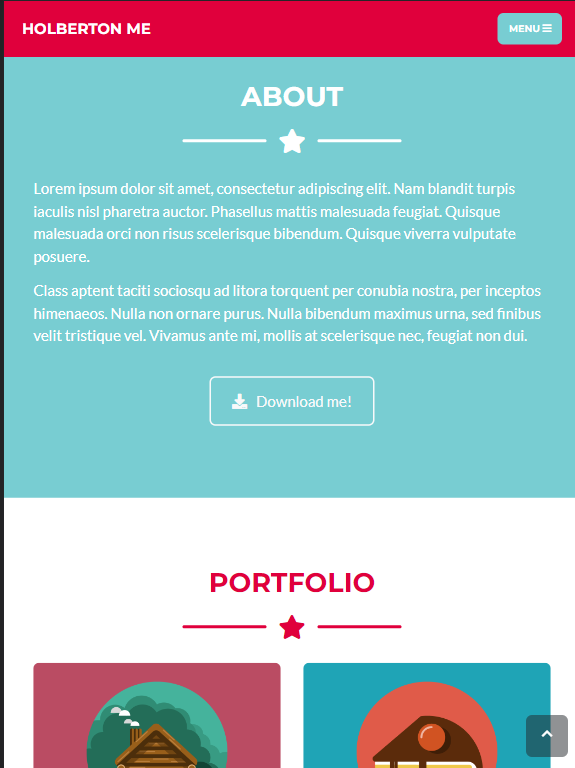 HOLBERTON ME
MENU
ABOUT
Lorem ipsum dolor sit amet, consectetur adipiscing elit. Nam blandit turpis
iaculis nisl pharetra auctor. Phasellus mattis malesuada feugiat. Quisque
malesuada orci non risus scelerisque bibendum. Quisque viverra vulputate
posuere.
Class aptent taciti sociosqu ad litora torquent per conubia nostra, per inceptos
himenaeos. Nulla non ornare purus. Nulla bibendum maximus urna, sed finibus
velit tristique vel. Vivamus ante mi, mollis at scelerisque nec, feugiat non dui.
Download me!
PORTFOLIO